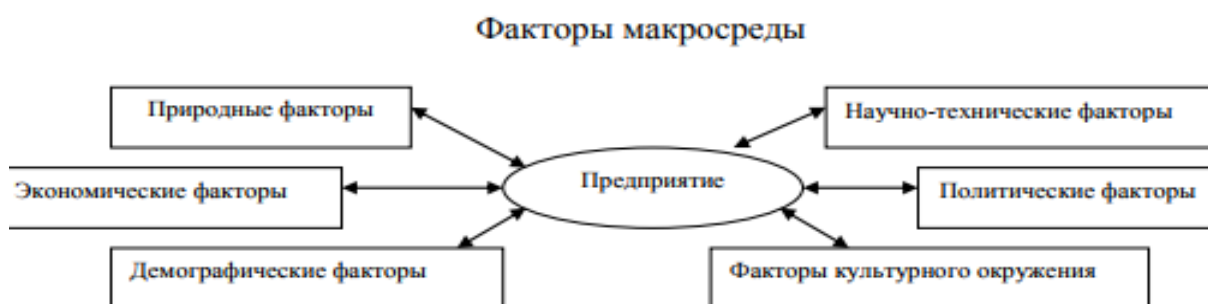 Факторы макросреды
Природные факторы
Научно-технические факторы
Экономические факторы
Предприятие
Политические факторы
Демографические факторы
Факторы культурного окружения